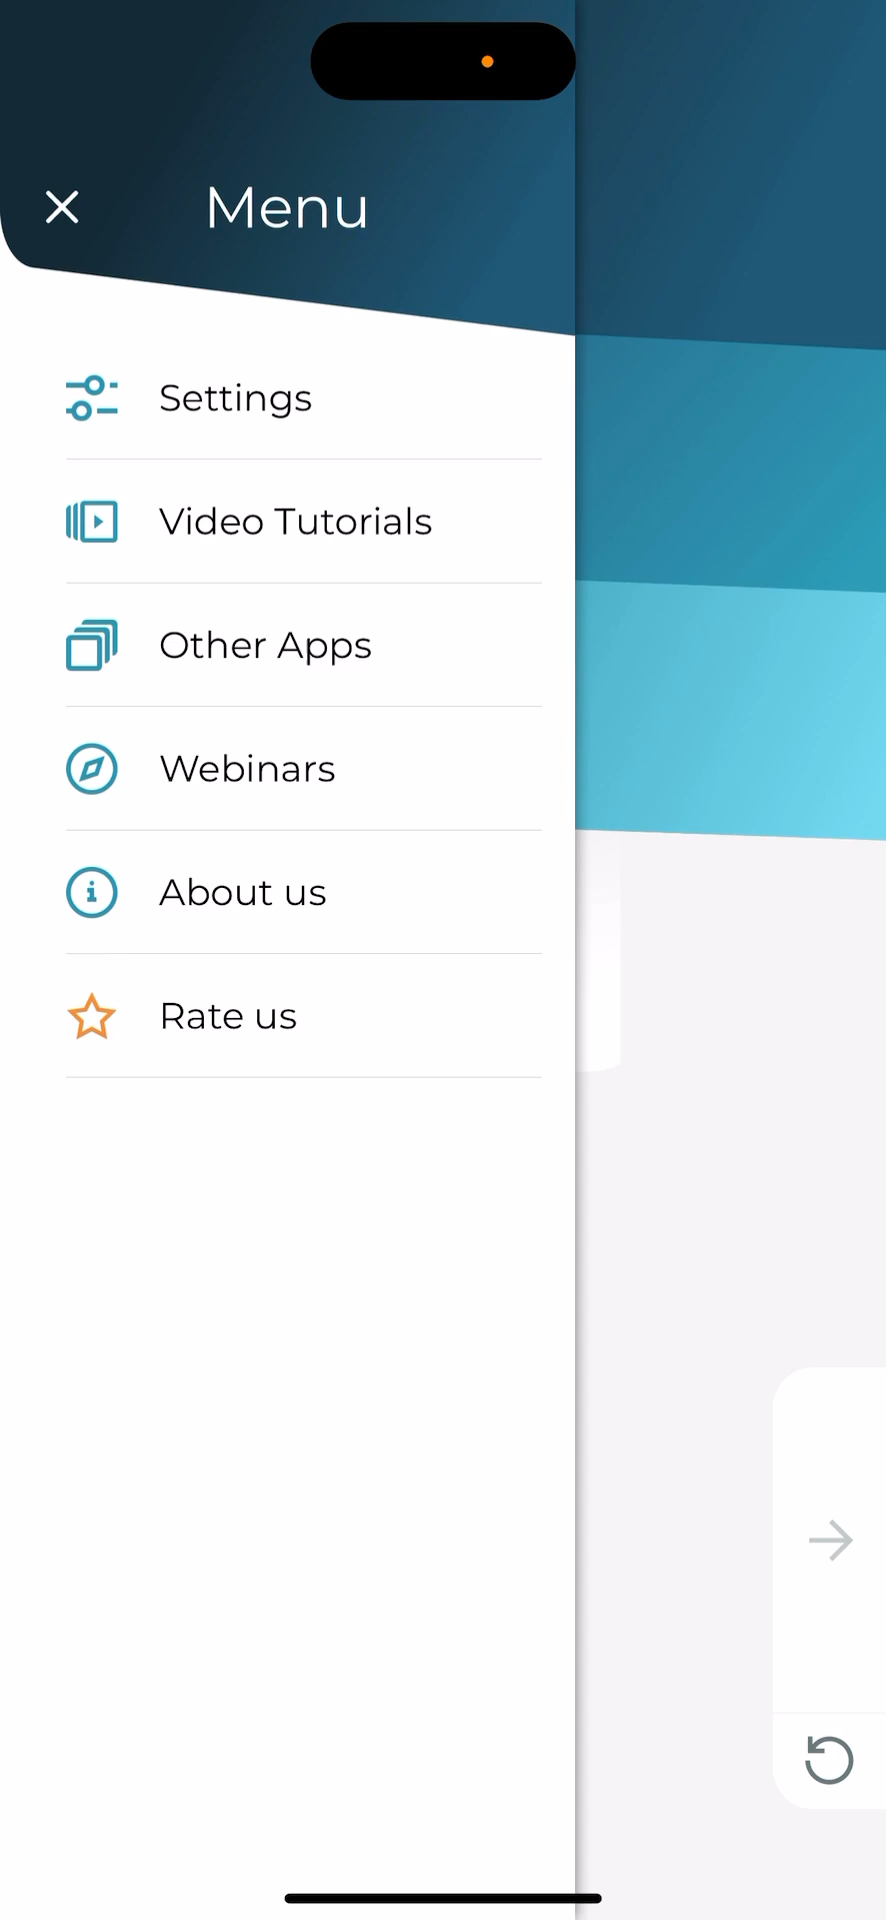 Menu
Settings
Video Tutorials
Other Apps
Webinars
About us
Rate us